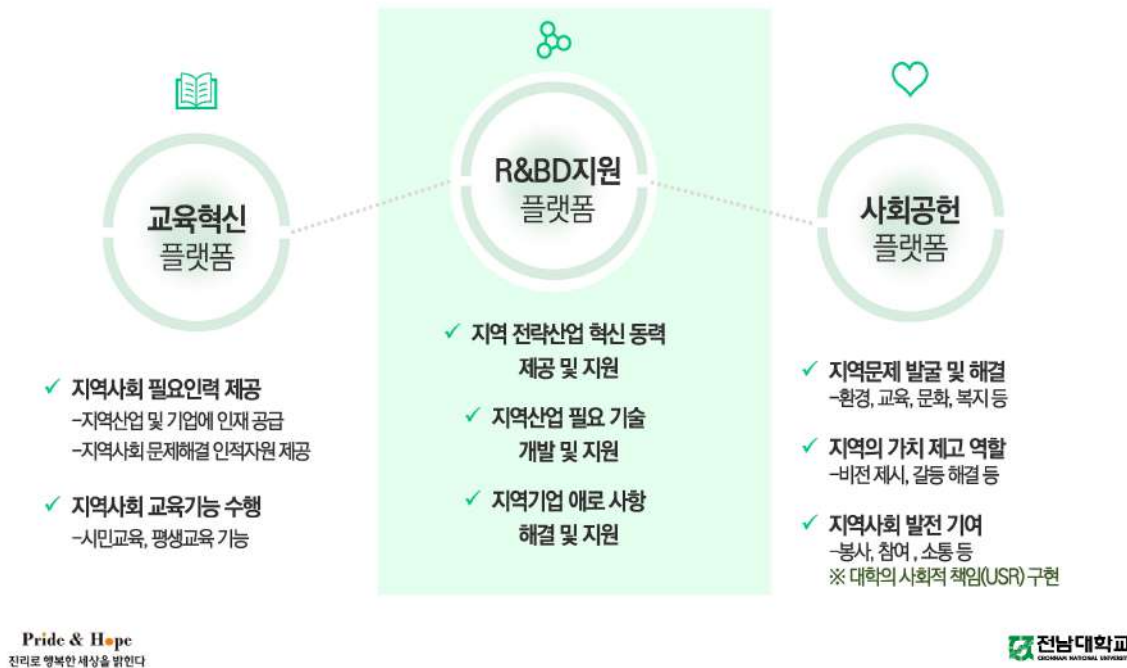 교육혁신
플랫폼
✓ 지역사회 필요인력 제공
-지역산업 및 기업에 인재 공급
-지역사회 문제해결 인적자원 제공
✓ 지역사회 교육기능 수행
-시민교육, 평생교육 기능
R&BD지원
플랫폼
✓ 지역 전략산업 혁신 동력
제공 및 지원
✓ 지역산업 필요 기술
개발 및 지원
✓ 지역기업 애로 사항
해결 및 지원
사회공헌
플랫폼
✓ 지역문제 발굴 및 해결
-환경, 교육, 문화, 복지 등
✓ 지역의 가치 제고 역할
-비전 제시, 갈등 해결 등
✓ 지역사회 발전 기여
-봉사, 참여 , 소통 등
※ 대학의 사회적 책임(USR) 구현
Pride & Hope
진리로 행복한 세상을 밝힌다
전남대학교
CHONNAM NATIONAL UNIVERSITY